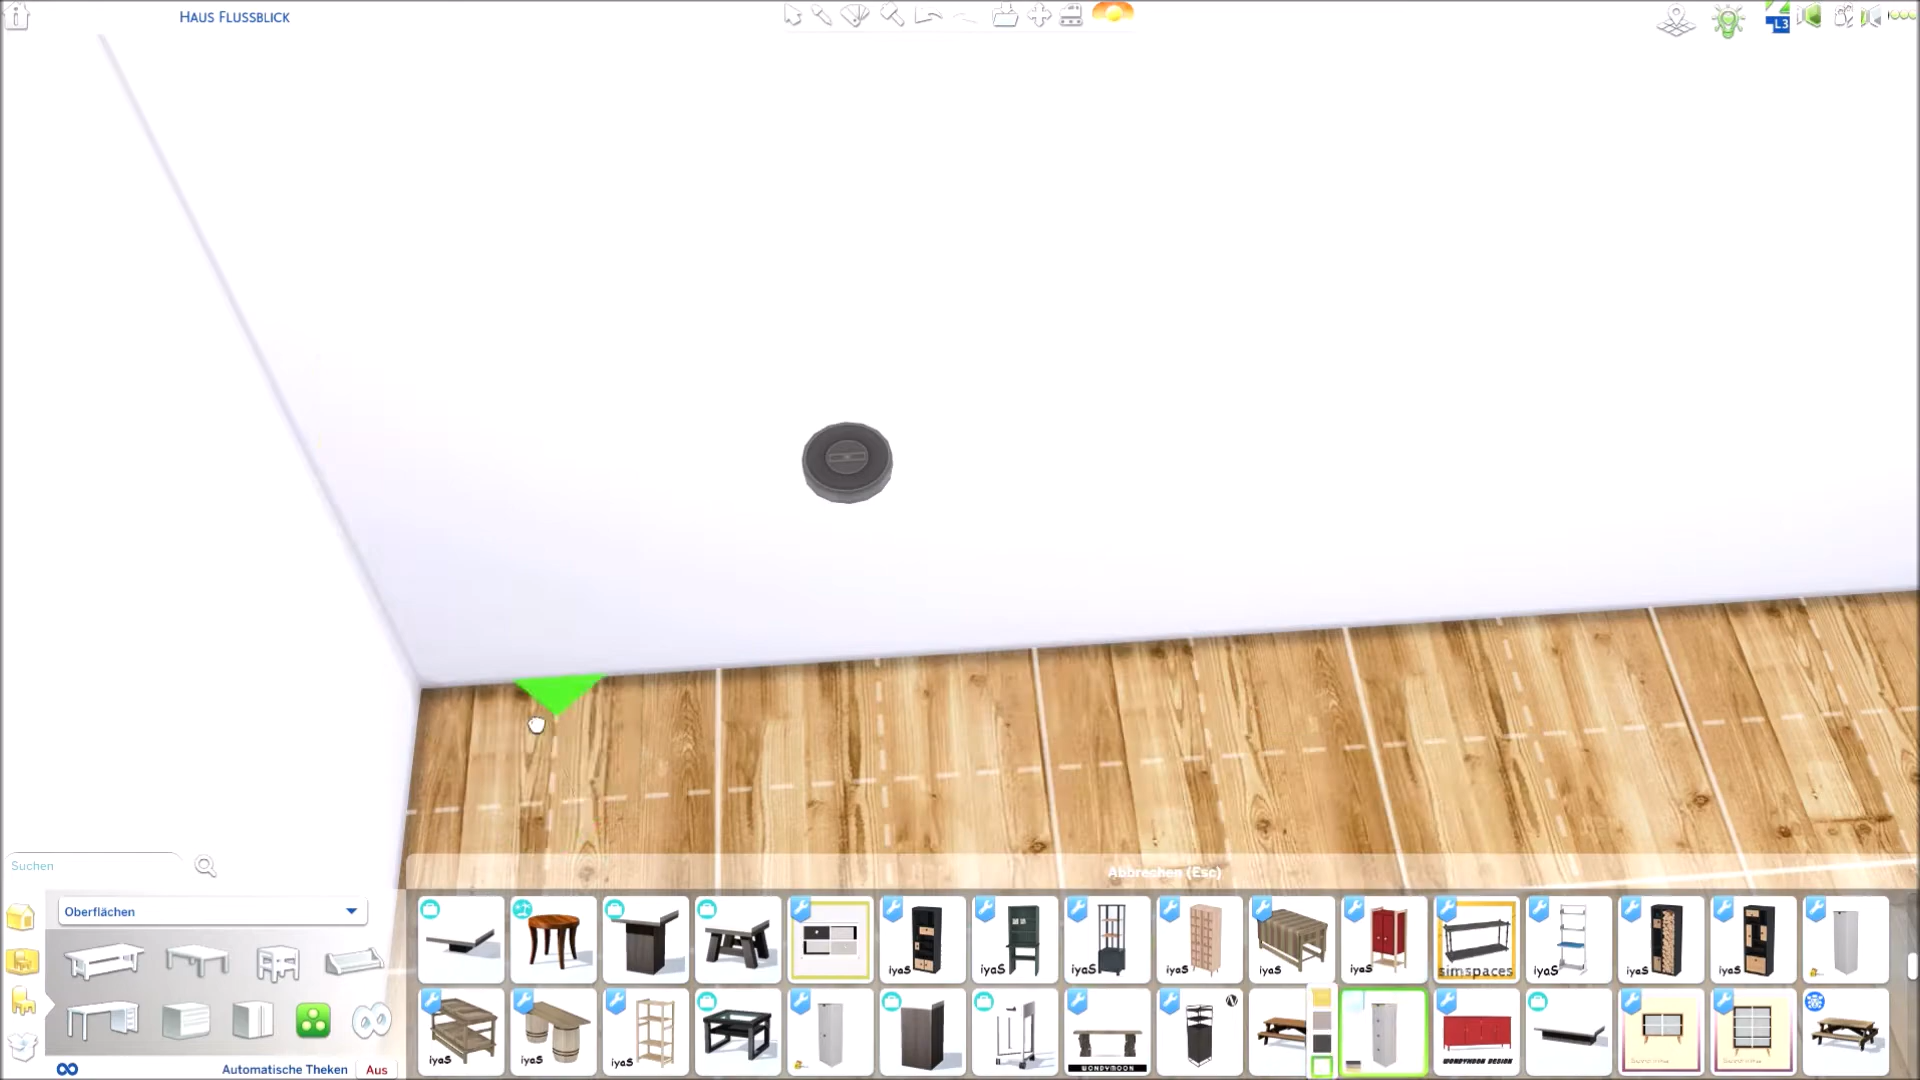 HAUS FLUSSBLICK
L3
Suchen
Abbrechen (Esc)
Oberflächen
iyaS
iyaS
iyaS
iyaS
iyaS
iyaS
simspaces
iyaS
iyaS
iyaS
iyaS
iyaS
iyaS
WONDYMOON
WONDYMOON DESIGN
Automatische Theken
Aus